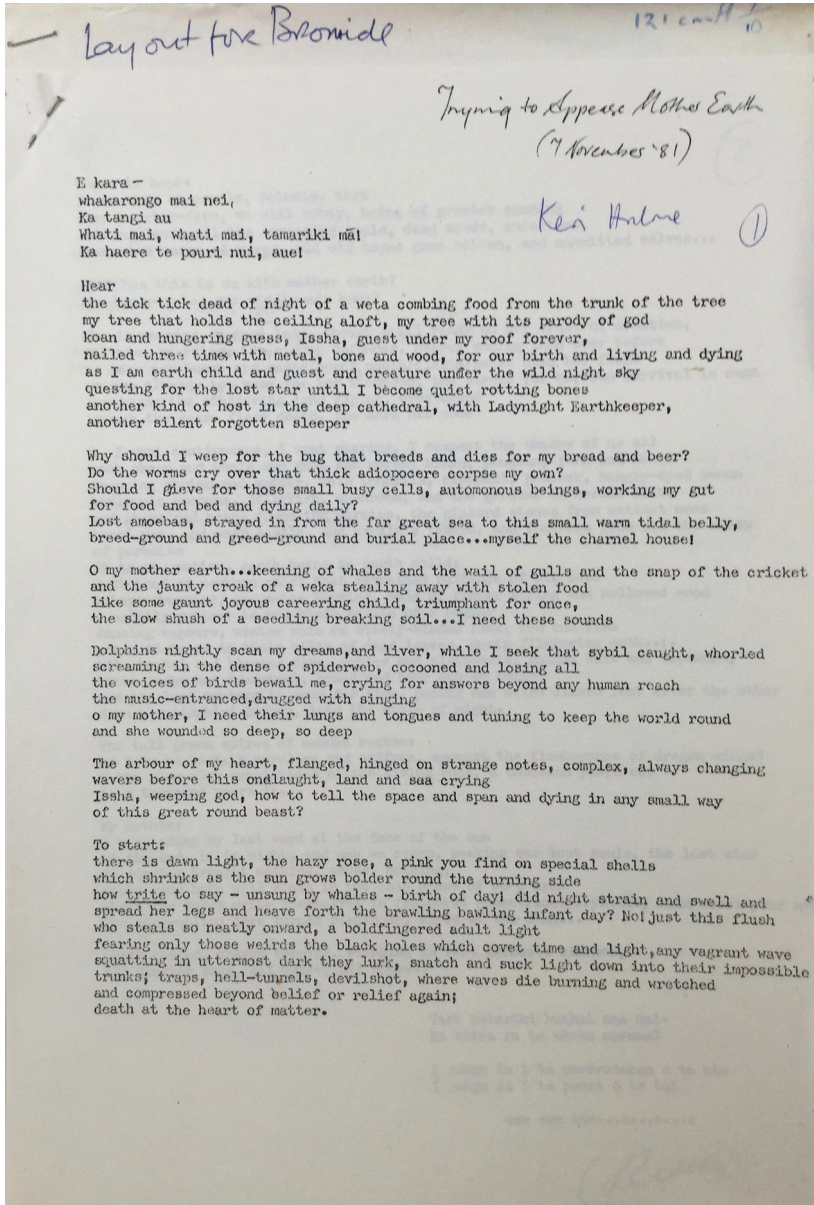 Layout for Bromide
Trying to Appease Mother Earth
(7 November '81)
Keri Hulme
1
E kara —
whakarongo mai nei,
Ka tangi au
Whati mai, whati mai, tamariki mā!
Ka haere te pouri nui, aue!
Hear
the tick tick dead of night of a weta combing food from the trunk of the tree
my tree that holds the ceiling aloft, my tree with its parody of god
koan and hungering guess, Issha, guest under my roof forever,
nailed three times with metal, bone and wood, for our birth and living and dying
as I am earth child and guest and creature under the wild night sky
questing for the lost star until I become quiet rotting bones
another kind of host in the deep cathedral, with Ladynight Earthkeeper,
another silent forgotten sleeper
Why should I weep for the bug that breeds and dies for my bread and beer?
Do the worms cry over that thick adiopocere corpse my own?
Should I gieve for those small busy cells, automonous beings, working my gut
for food and bed and dying daily?
Lost amoebas, strayed in from the far great sea to this small warm tidal belly,
breed-ground and greed-ground and burial place...myself the charnel house!
O my mother earth...keening of whales and the wail of gulls and the snap of the cricket
and the jaunty croak of a weka stealing away with stolen food
like some gaunt joyous careering child, triumphant for once,
the slow shush of a seedling breaking soil...I need these sounds
Dolphins nightly scan my dreams,and liver, while I seek that sybil caught, whorled
screaming in the dense of spiderweb, cocooned and losing all
the voices of birds bewail me, crying for answers beyond any human reach
the music-entranced,drugged with singing
o my mother, I need their lungs and tongues and tuning to keep the world round
and she wounded so deep, so deep
The arbour of my heart, flanged, hinged on strange notes, complex, always changing
wavers before this ondlaught, land and saa crying
Issha, weeping god, how to tell the space and span and dying in any small way
of this great round beast?
To start:
there is dawn light, the hazy rose, a pink you find on special shells
which shrinks as the sun grows bolder round the turning side
how trite to say - unsung by whales - birth of day! did night strain and swell and
spread her legs and heave forth the brawling bawling infant day? No! just this flush
who steals so neatly onward, a boldfingered adult light
fearing only those weirds the black holes which covet time and light,any vagrant wave
squatting in uttermost dark they lurk, snatch and suck light down into their impossible
trunks; traps, hell-tunnels, devilshot, where waves die burning and wretched
and compressed beyond belief or relief again;
death at the heart of matter.